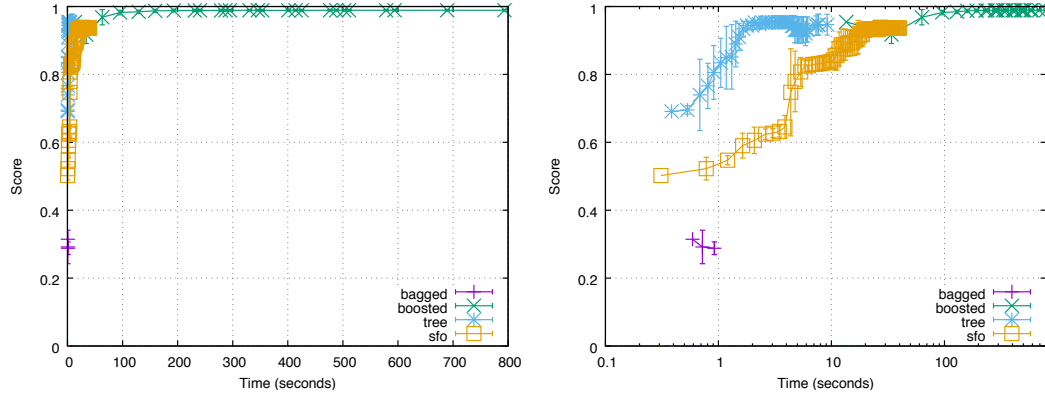 1
0.8
0.6
0.4
0.2
0
Score
0 100 200 300 400 500 600 700 800
Time (seconds)
bagged
boosted
tree
sfo
1
0.8
0.6
0.4
0.2
0
Score
0.1 1 10 100
Time (seconds)
bagged
boosted
tree
sfo